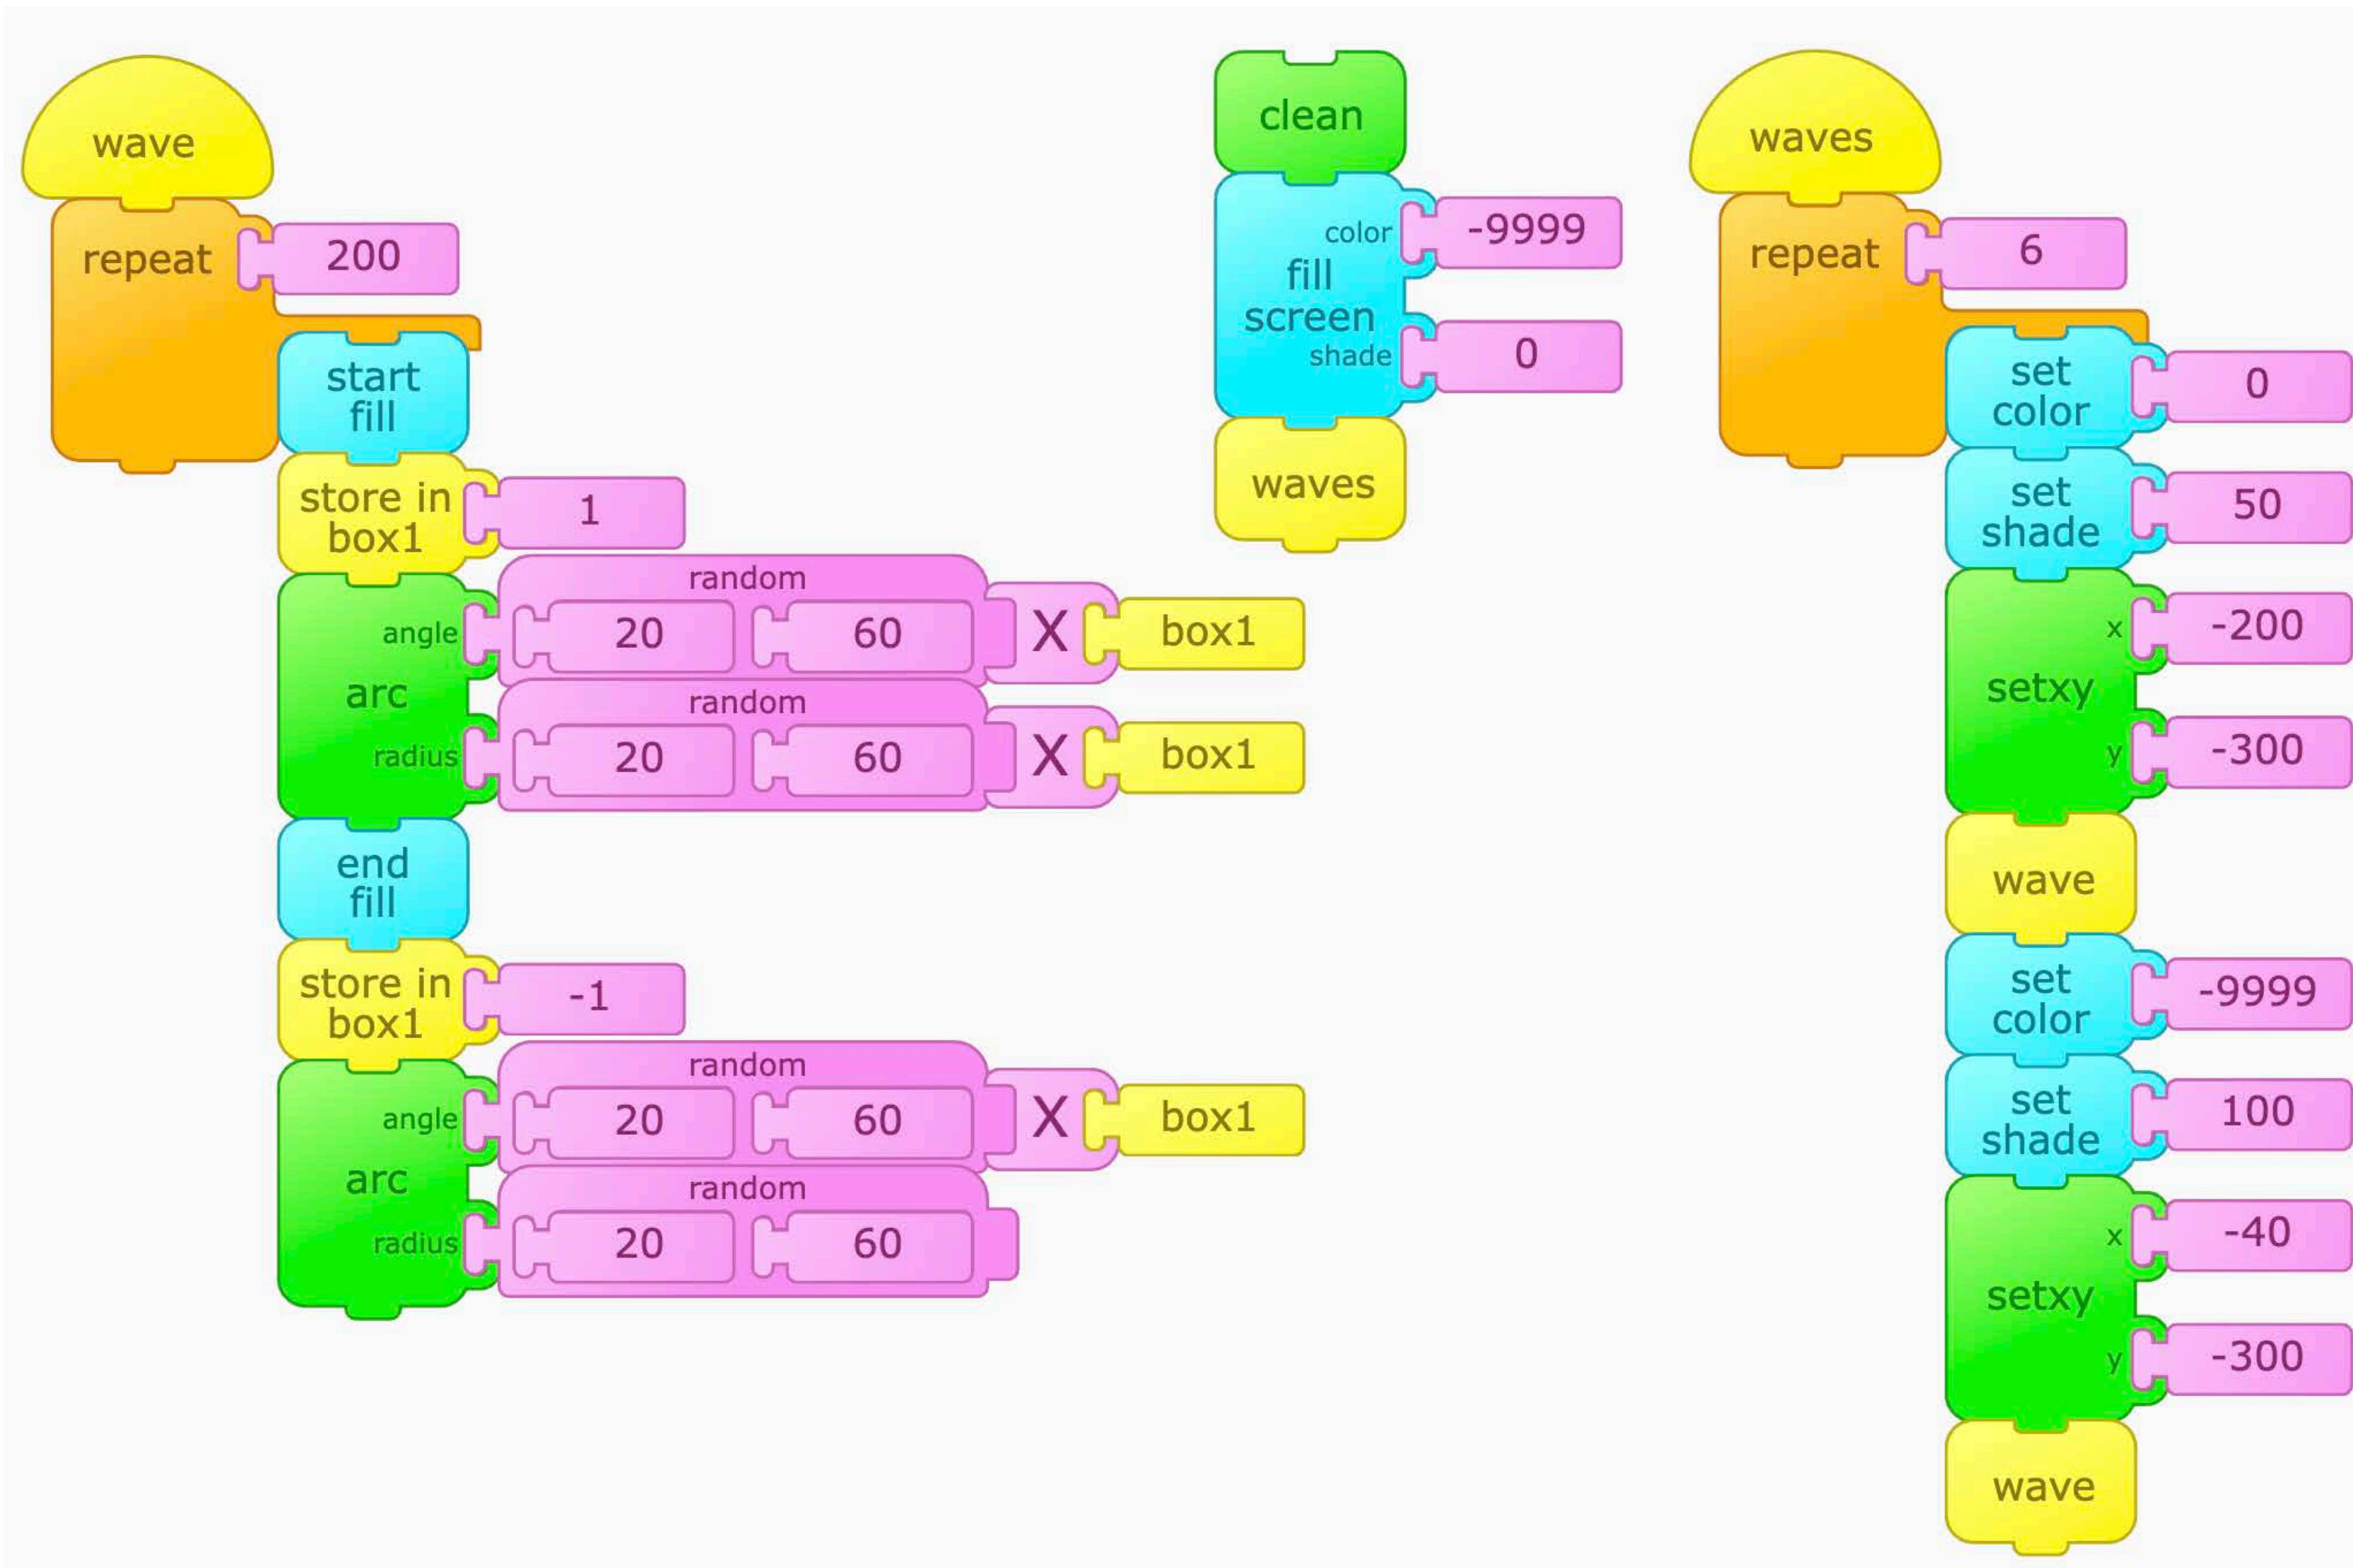 wave
repeat 200
start
fill
store in
box1 1
random
angle 20 60 X box1
arc
random
radius 20 60 X box1
end
fill
store in
box1 -1
random
angle 20 60 X box1
arc
random
radius 20 60
clean
color -9999
fill
screen
shade 0
waves
waves
repeat 6
set
color 0
set
shade 50
x -200
setxy
y -300
wave
set
color -9999
set
shade 100
x -40
setxy
y -300
wave